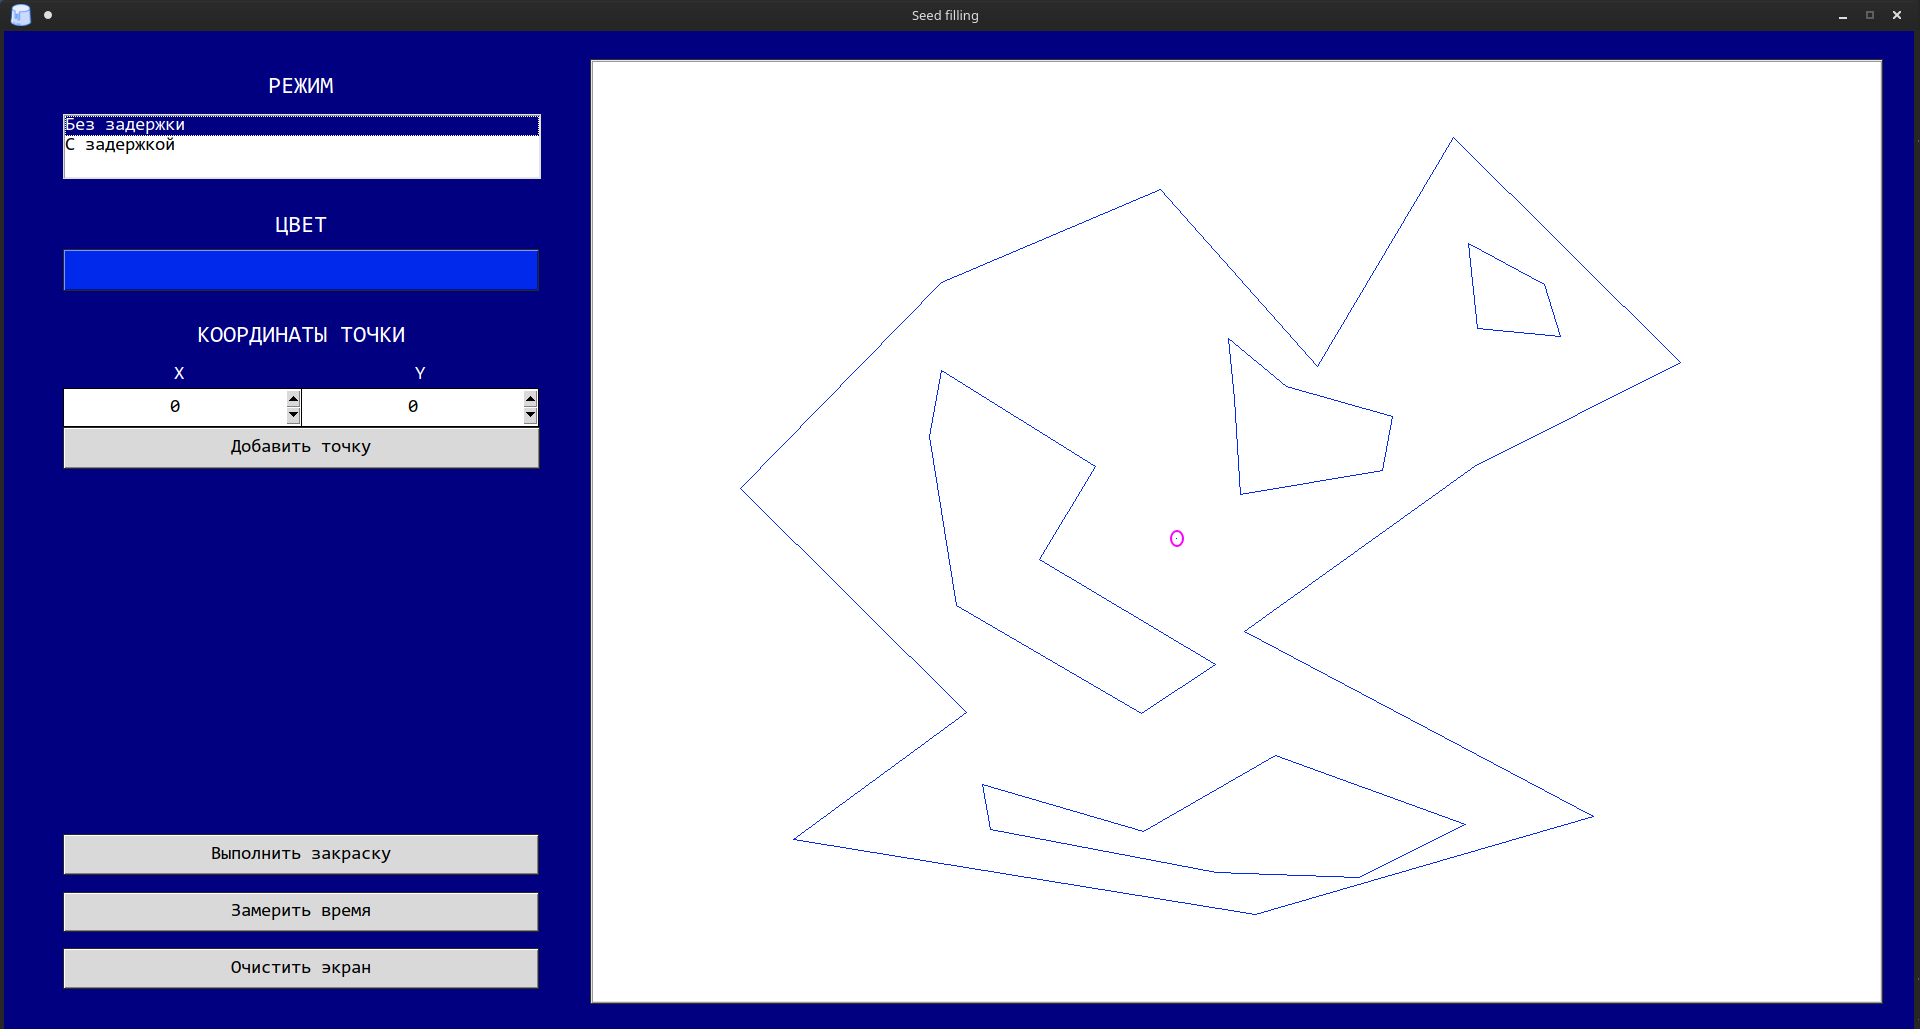 Seed filling
РЕЖИМ
Без задержки
С задержкой
ЦВЕТ
КООРДИНАТЫ ТОЧКИ
X Y
0 0
Добавить точку
Выполнить закраску
Замерить время
Очистить экран